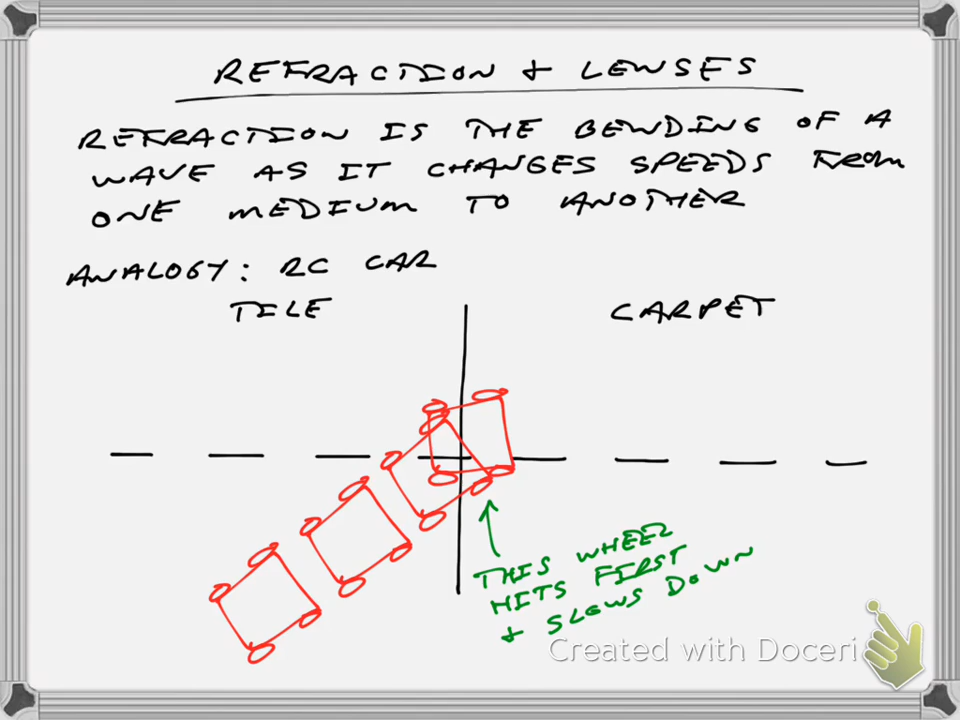 REFRACTION + LENSES
REFRACTION IS THE BENDING OF A
WAVE AS IT CHANGES SPEEDS FROM
ONE MEDIUM TO ANOTHER
ANALOGY: RC CAR
TILE CARPET
THIS WHEEL
HITS FIRST
+ SLOWS DOWN
Created with Doceri